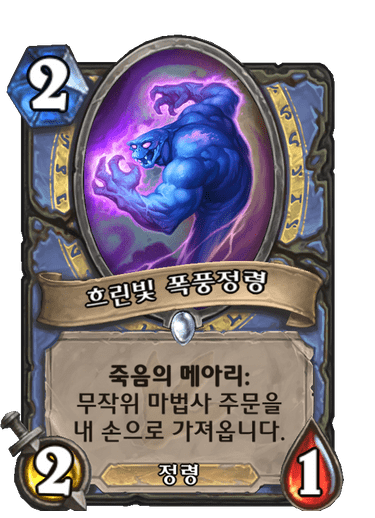 2
흐린빛 폭풍정령
죽음의 메아리:
무작위 마법사 주문을
내 손으로 가져옵니다.
2
정령
1